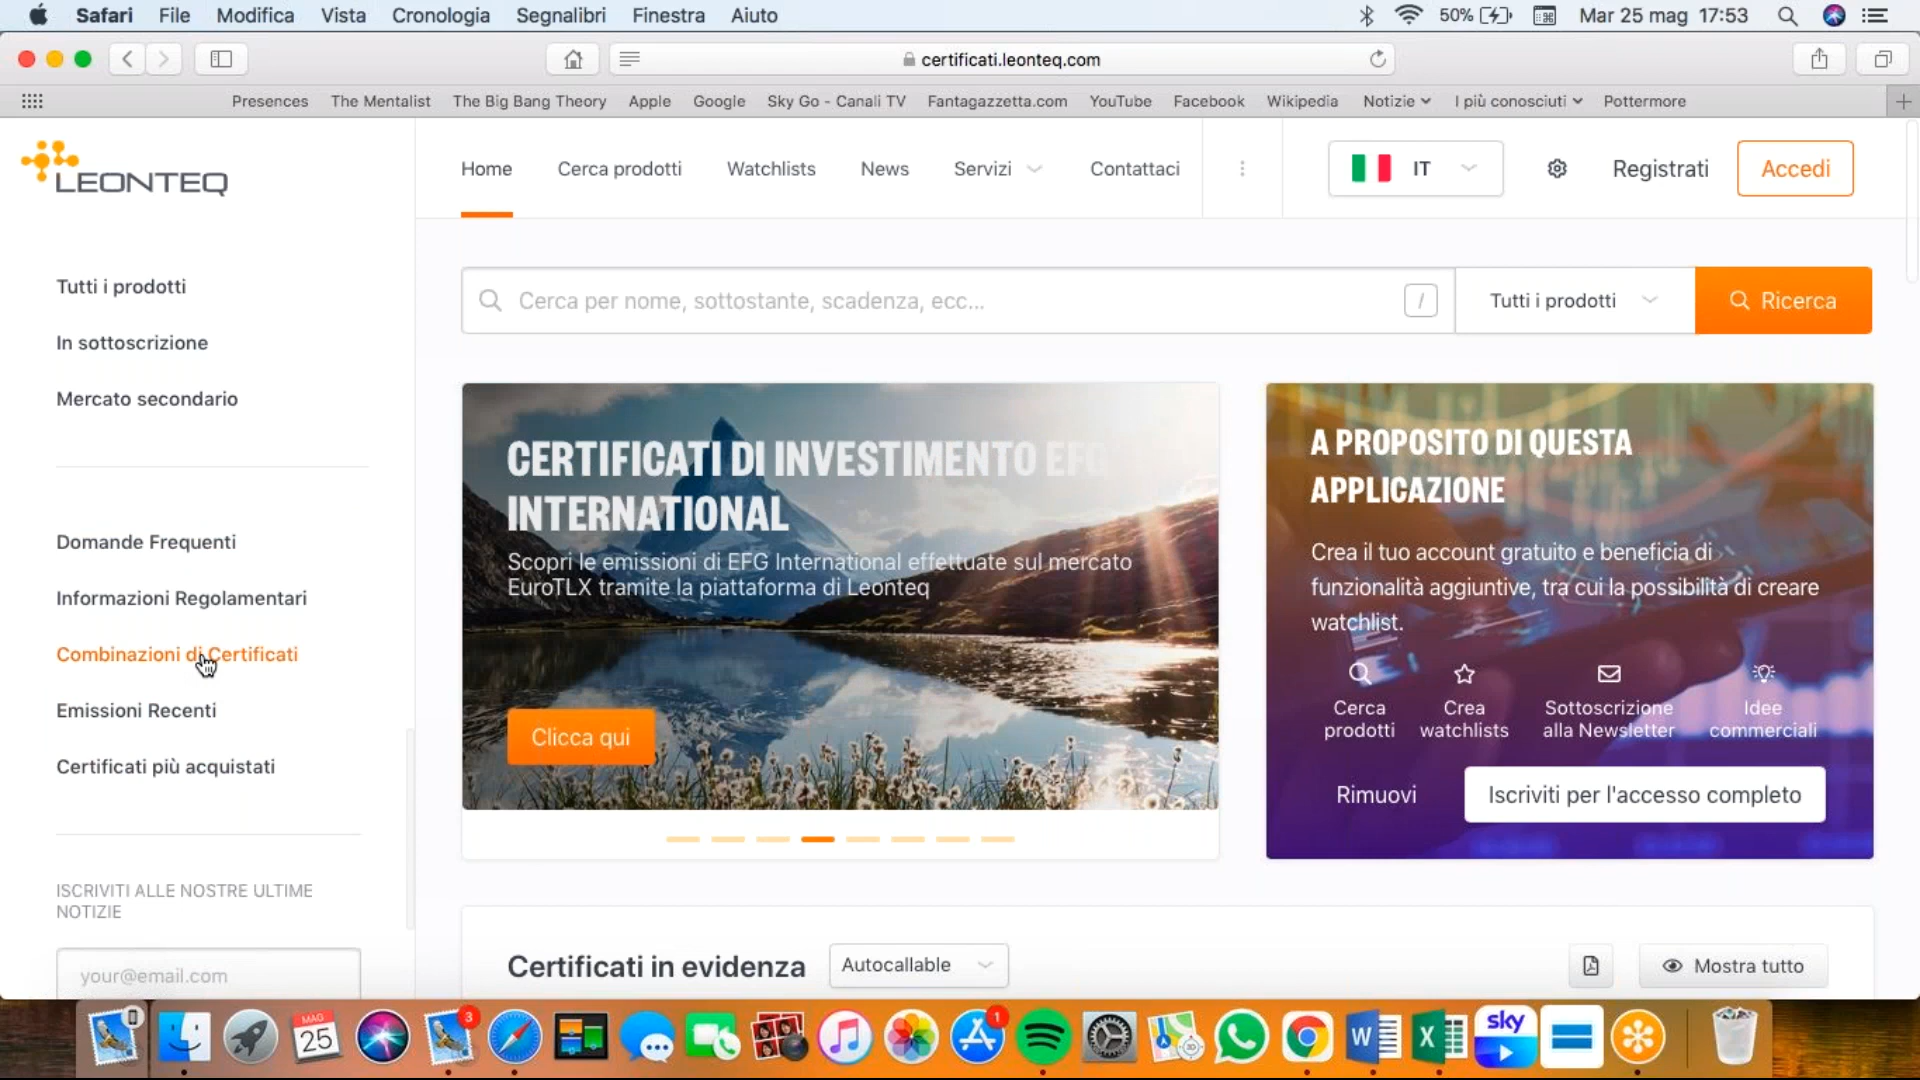 Safari File Modifica Vista Cronologia Segnalibri Finestra Aiuto 50% Mar 25 mag 17:53
certificati.leonteq.com
Presences The Mentalist The Big Bang Theory Apple Google Sky Go - Canali TV Fantagazzetta.com YouTube Facebook Wikipedia Notizie I più conosciuti Pottermore
LEONTEQ
Home Cerca prodotti Watchlists News Servizi Contattaci IT Registrati Accedi
Tutti i prodotti
In sottoscrizione
Mercato secondario
Domande Frequenti
Informazioni Regolamentari
Combinazioni di Certificati
Emissioni Recenti
Certificati più acquistati
ISCRIVITI ALLE NOSTRE ULTIME
NOTIZIE
your@email.com
Cerca per nome, sottostante, scadenza, ecc... / Tutti i prodotti Ricerca
CERTIFICATI DI INVESTIMENTO EFG
INTERNATIONAL
Scopri le emissioni di EFG International effettuate sul mercato
EuroTLX tramite la piattaforma di Leonteq
Clicca qui
A PROPOSITO DI QUESTA
APPLICAZIONE
Crea il tuo account gratuito e beneficia di
funzionalità aggiuntive, tra cui la possibilità di creare
watchlist.
Cerca
prodotti
Crea
watchlists
Sottoscrizione
alla Newsletter
Idee
commerciali
Rimuovi Iscriviti per l'accesso completo
Certificati in evidenza Autocallable Mostra tutto
MAG
25
3
1
W
X
sky